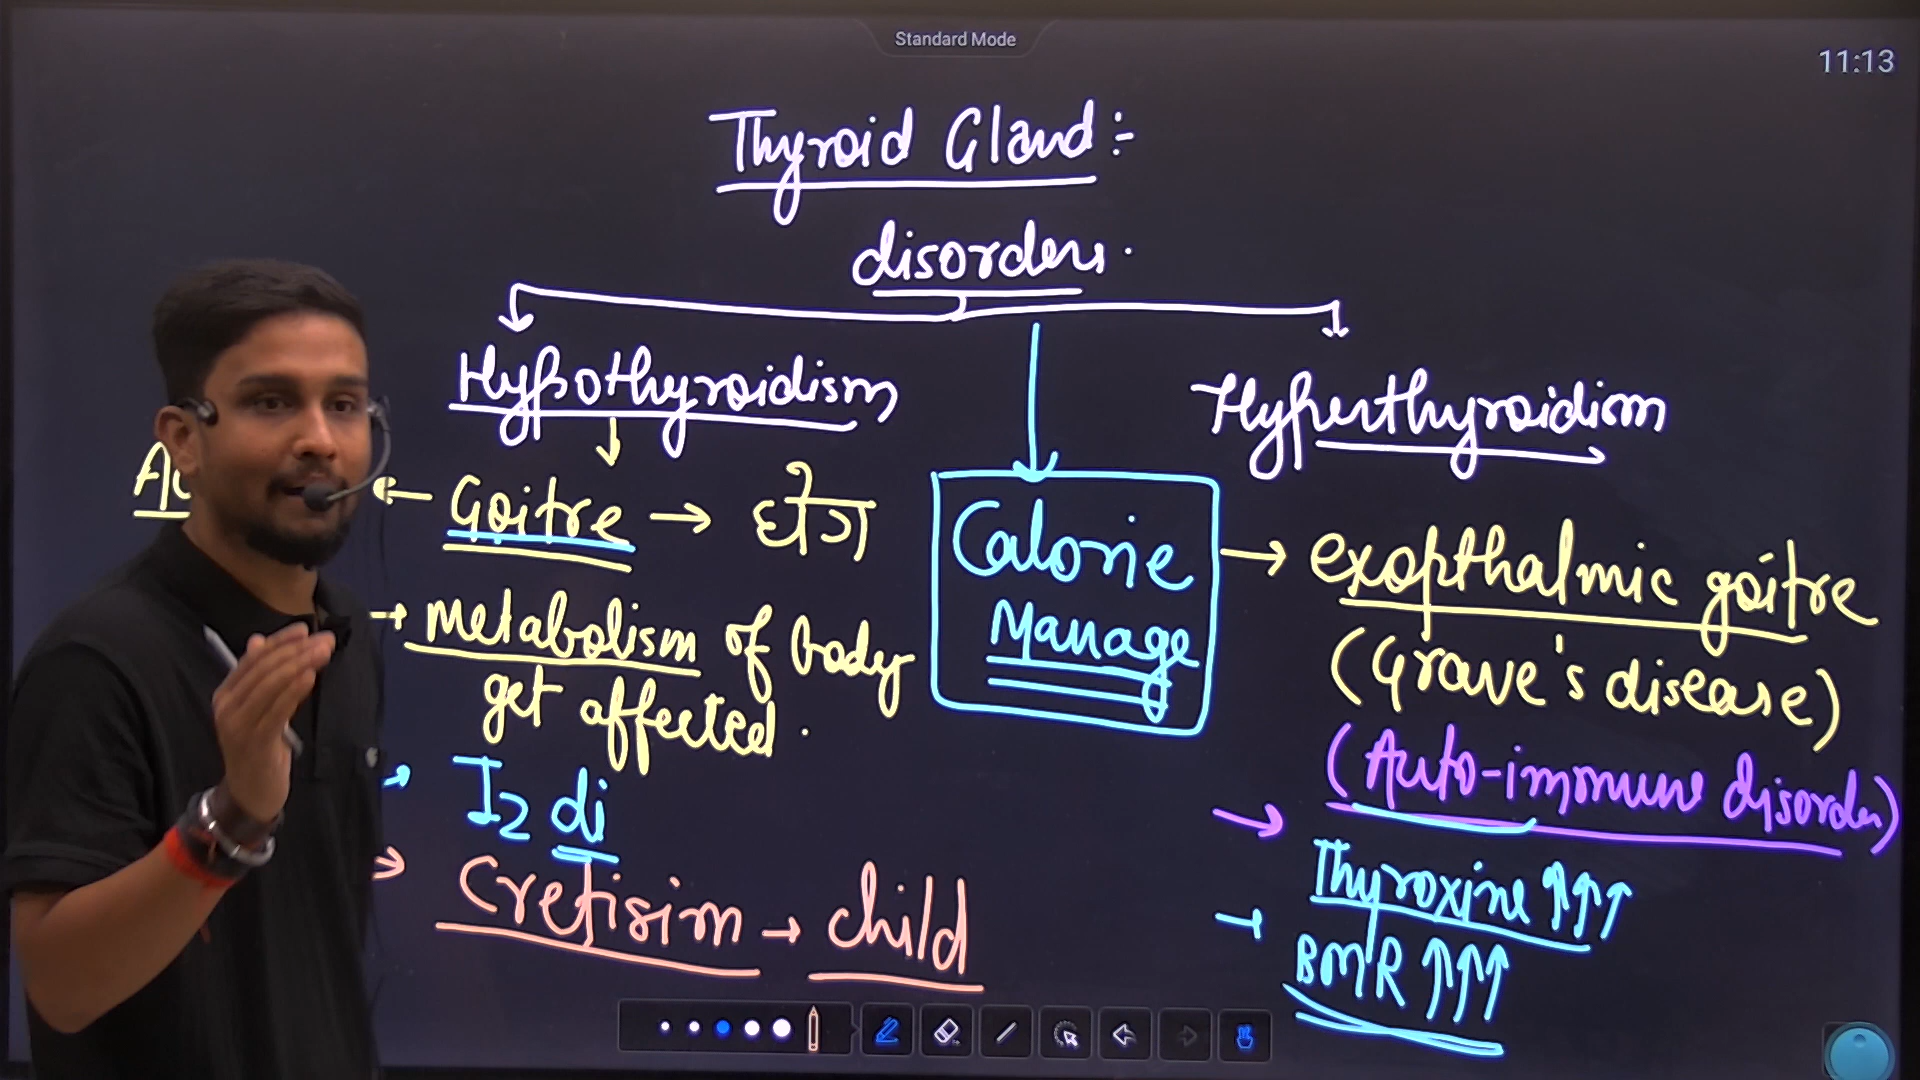 Standard Mode
11:13
Thyroid Gland :-
disorders.
Hypothyroidism
Hyperthyroidism
← Goitre → घेंग
Calorie
Manage
→ exopthalmic goitre
(Grave's disease)
→ Metabolism of body
get affected.
(Auto-immune disorder)
→ I2 di
→ Thyroxine ↑↑↑
→ Cretisim → child
→ BMR ↑↑↑